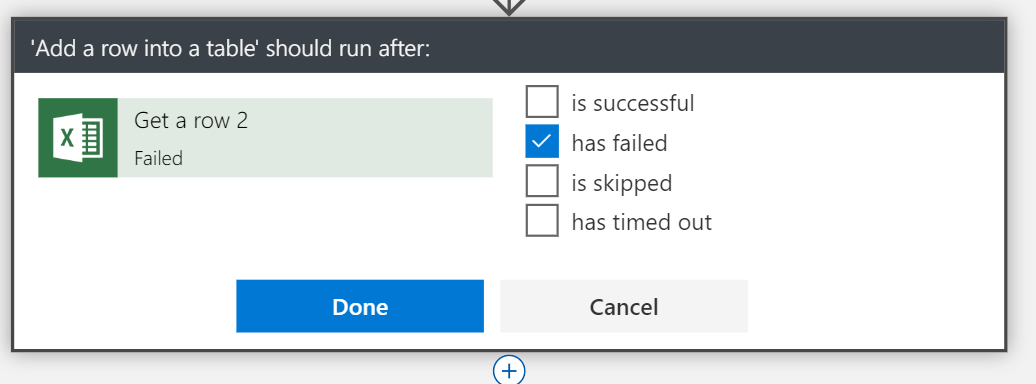 'Add a row into a table' should run after:
X
Get a row 2
Failed
is successful
has failed
is skipped
has timed out
Done
Cancel